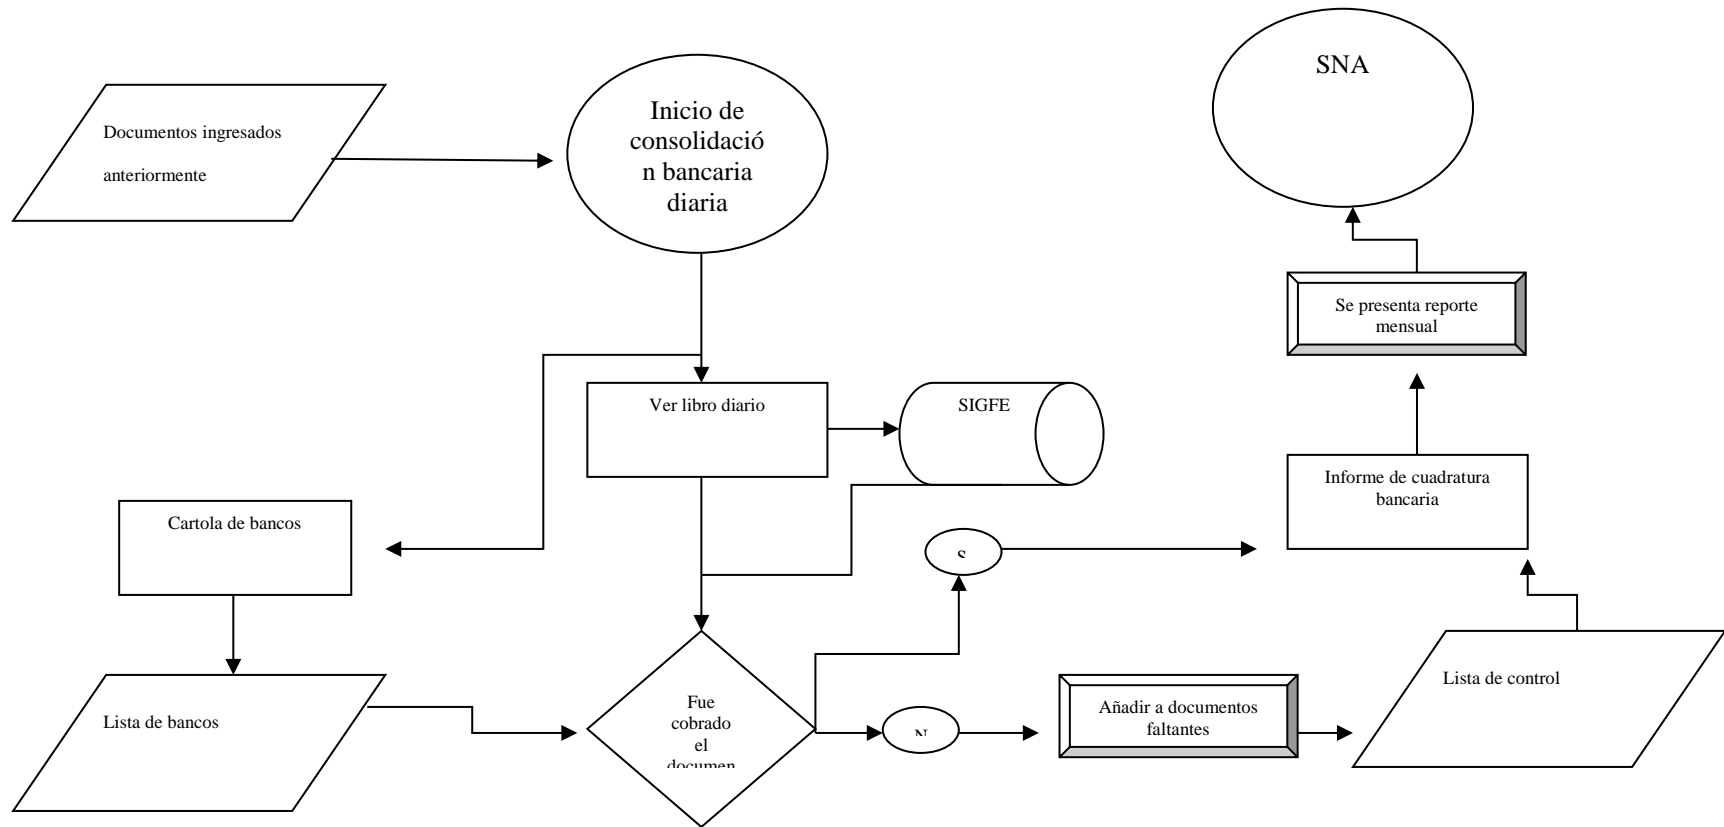 SNA
Documentos ingresados
anteriormente
Inicio de
consolidació
n bancaria
diaria
Se presenta reporte
mensual
Ver libro diario
SIGFE
Informe de cuadratura
bancaria
Cartola de bancos
S
Lista de bancos
Fue
cobrado
el
documen
N
Añadir a documentos
faltantes
Lista de control